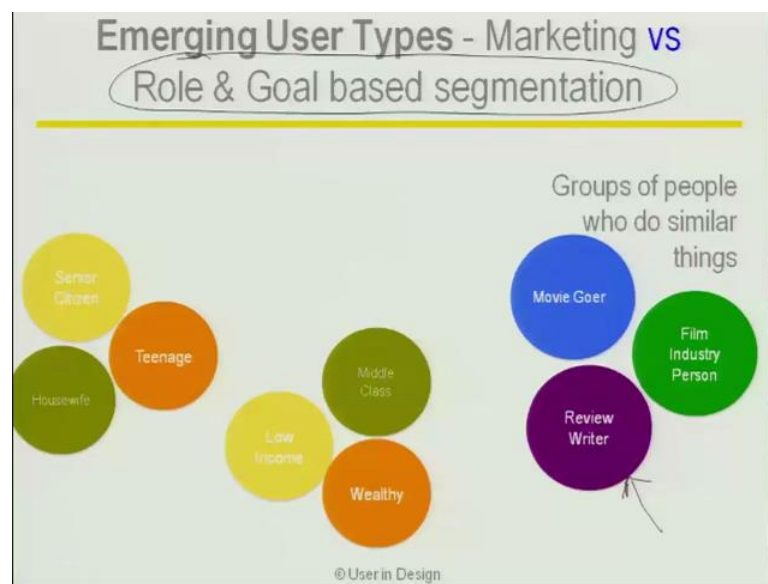 Emerging User Types - Marketing vs
Role & Goal based segmentation
Groups of people
who do similar
things
Senior
Citizen
Teenage
Housewife
Middle
Class
Low
Income
Wealthy
Movie Goer
Film
Industry
Person
Review
Writer
© User in Design